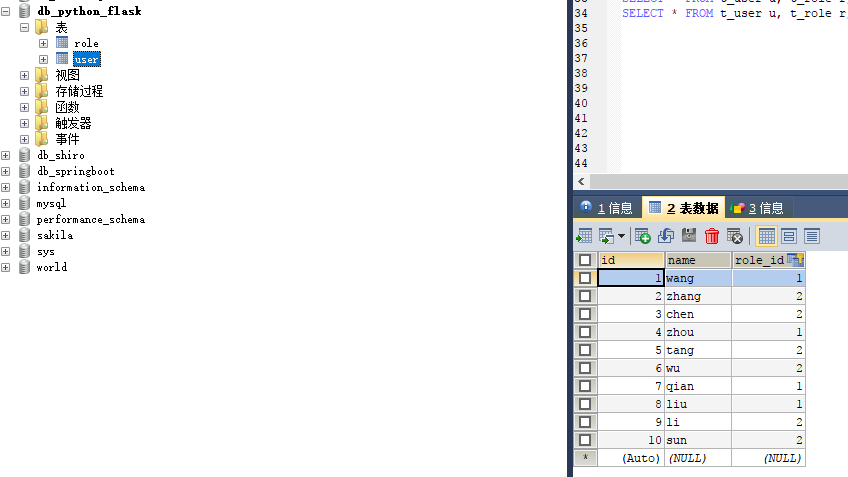 db_python_flask
表
role
user
视图
存储过程
函数
触发器
事件
db_shiro
db_springboot
information_schema
mysql
performance_schema
sakila
sys
world
34 SELECT * FROM t_user u, t_role r
35
36
37
38
39
40
41
42
43
44
1 信息 2 表数据 3 信息
id name role_id
1 wang 1
2 zhang 2
3 chen 2
4 zhou 1
5 tang 2
6 wu 2
7 qian 1
8 liu 1
9 li 2
10 sun 2
* (Auto) (NULL) (NULL)